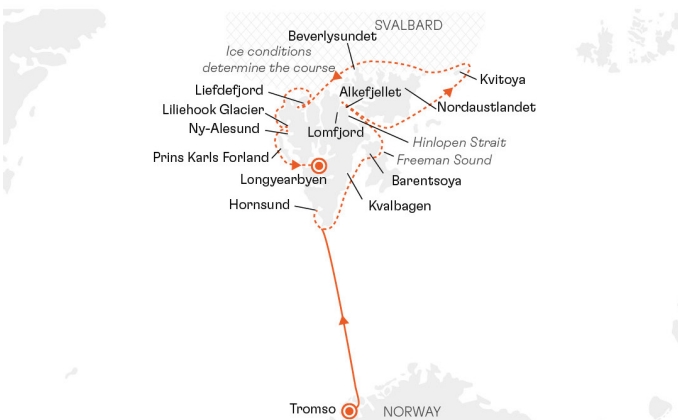 SVALBARD
Beverlysundet
Ice conditions
determine the course
Kvitoya
Liefdefjord
Alkefjellet
Nordaustlandet
Liliehook Glacier
Ny-Alesund
Lomfjord
Hinlopen Strait
Prins Karls Forland
Freeman Sound
Longyearbyen
Barentsoya
Hornsund
Kvalbagen
Tromso
NORWAY